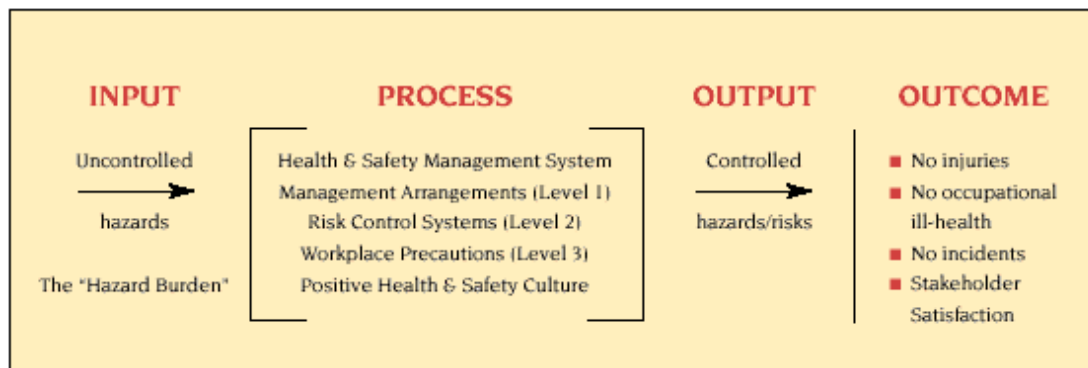 INPUT
Uncontrolled
hazards
The "Hazard Burden"
PROCESS
Health & Safety Management System
Management Arrangements (Level 1)
Risk Control Systems (Level 2)
Workplace Precautions (Level 3)
Positive Health & Safety Culture
OUTPUT
Controlled
hazards/risks
OUTCOME
■ No injuries
■ No occupational
ill-health
■ No incidents
■ Stakeholder
Satisfaction